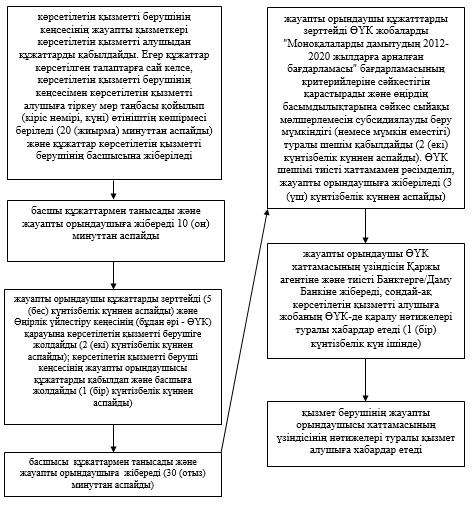 көрсетілетін қызметті берушінің
кеңсесінің жауапты қызметкері
көрсетілетін қызметті алушыдан
құжаттарды қабылдайды. Егер құжаттар
көрсетілген талаптарға сай келсе,
көрсетілетін қызметті берушінің
кеңсесімен көрсетілетін қызметті
алушыға тіркеу мөр таңбасы қойылып
(кіріс нөмірі, күні) өтініштің көшірмесі
беріледі (20 (жиырма) минуттан аспайды)
және құжаттар көрсетілетін қызметті
берушінің басшысына жіберіледі
басшы құжаттармен танысады және
жауапты орындаушыға жібереді 10 (он)
минуттан аспайды
жауапты орындаушы құжаттарды зерттейді (5
(бес) күнтізбелік күннен аспайды) және
Өңірлік үйлестіру кеңесінің (бұдан әрі - ӨҮК)
қарауына көрсетілетін қызметті берушіге
жолдайды (2 (екі) күнтізбелік күннен
аспайды); көрсетілетін қызметті беруші
кеңсесінің жауапты орындаушысы
құжаттарды қабылдап және басшыға
жолдайды (1 (бір) күнтізбелік күннен
аспайды)
басшысы құжаттармен танысады және
жауапты орындаушыға жібереді (30 (отыз)
минуттан аспайды)
жауапты орындаушы құжаттарды
зерттейді ӨҮК жобаларды
"Моноқалаларды дамытудың 2012-
2020 жылдарға арналған
бағдарламасы" бағдарламасының
критерийлеріне сәйкестігін
қарастырады және өңірдің
басымдылықтарына сәйкес сыйақы
мөлшерлемесін субсидиялауды беру
мүмкіндігі (немесе мүмкін еместігі)
туралы шешім қабылдайды (2 (екі)
күнтізбелік күннен аспайды). ӨҮК
шешімі тиісті хаттамамен рәсімделіп,
жауапты орындаушыға жіберіледі (3
(үш) күнтізбелік күннен аспайды)
жауапты орындаушы ӨҮК
хаттамасының үзіндісін Қаржы
агентіне және тиісті Банктерге/Даму
Банкіне жібереді, сондай-ақ
көрсетілетін қызметті алушыға
жобаның ӨҮК-де қаралу нәтижелері
туралы хабардар етеді (1 (бір)
күнтізбелік күн ішінде)
қызмет берушінің жауапты
орындаушысы хаттамасының
үзіндісінің нәтижелері туралы қызмет
алушыға хабардар етеді